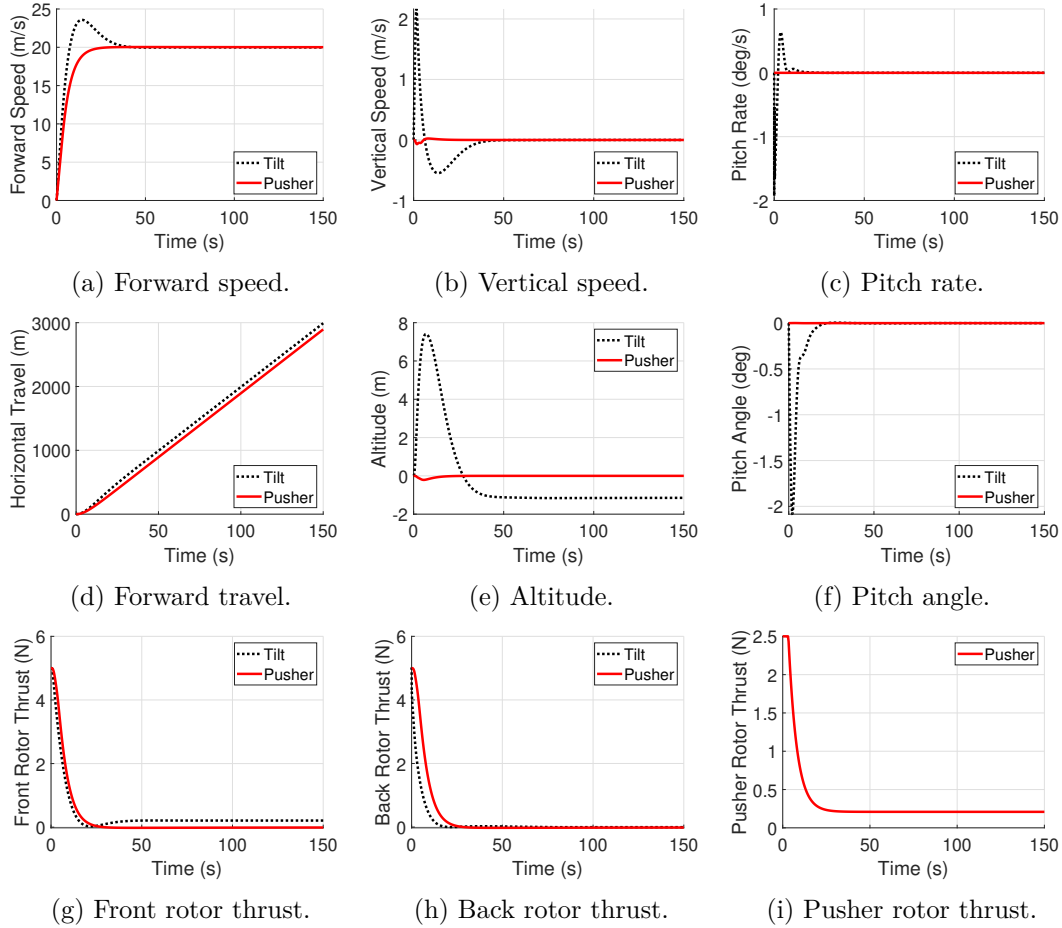 Forward Speed (m/s)
25
20
15
10
5
0
0
50
100
150
Time (s)
Tilt
Pusher
(a) Forward speed.
Vertical Speed (m/s)
2
1
0
-1
0
50
100
150
Time (s)
Tilt
Pusher
(b) Vertical speed.
Pitch Rate (deg/s)
1
0
-1
-2
0
50
100
150
Time (s)
Tilt
Pusher
(c) Pitch rate.
Horizontal Travel (m)
3000
2000
1000
0
0
50
100
150
Time (s)
Tilt
Pusher
(d) Forward travel.
Altitude (m)
8
6
4
2
0
-2
0
50
100
150
Time (s)
Tilt
Pusher
(e) Altitude.
Pitch Angle (deg)
0
-0.5
-1
-1.5
-2
0
50
100
150
Time (s)
Tilt
Pusher
(f) Pitch angle.
Front Rotor Thrust (N)
6
4
2
0
0
50
100
150
Time (s)
Tilt
Pusher
(g) Front rotor thrust.
Back Rotor Thrust (N)
6
4
2
0
0
50
100
150
Time (s)
Tilt
Pusher
(h) Back rotor thrust.
Pusher Rotor Thrust (N)
2.5
2
1.5
1
0.5
0
0
50
100
150
Time (s)
Pusher
(i) Pusher rotor thrust.